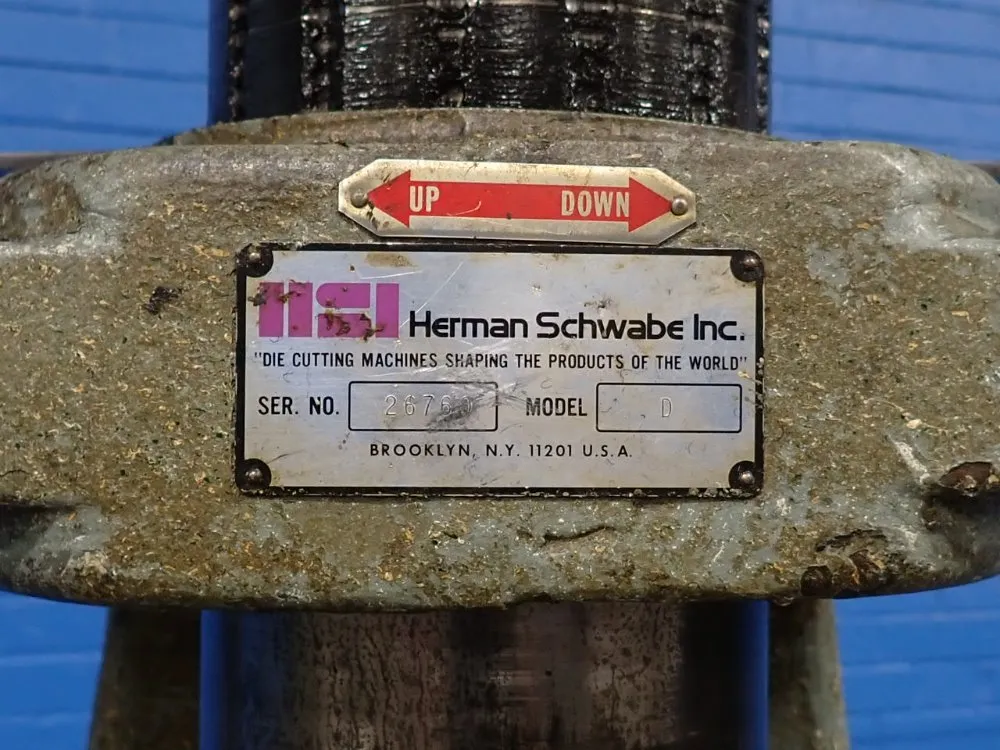 UP DOWN
HSI Herman Schwabe Inc.
"DIE CUTTING MACHINES SHAPING THE PRODUCTS OF THE WORLD"
SER. NO. MODEL D
BROOKLYN, N.Y. 11201 U.S.A.